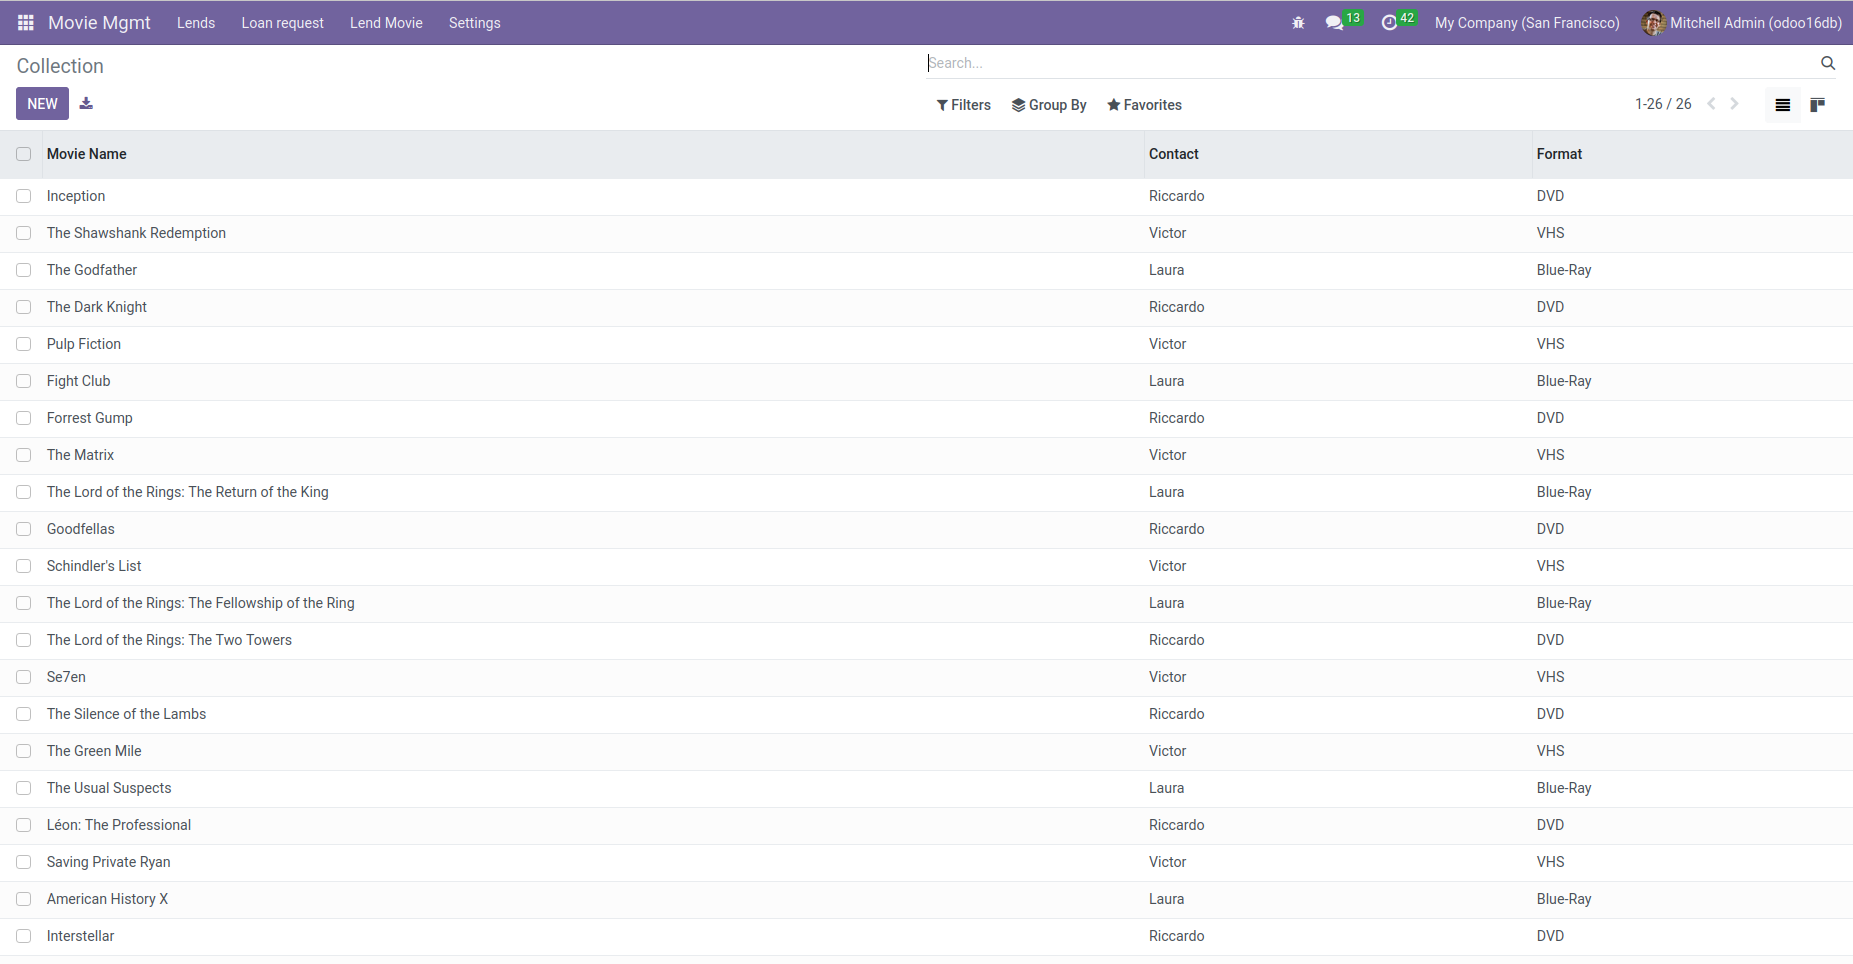 Movie Mgmt Lends Loan request Lend Movie Settings 13 42 My Company (San Francisco) Mitchell Admin (odoo16db)
Collection Search...
NEW Filters Group By Favorites 1-26 / 26
Movie Name Contact Format
Inception Riccardo DVD
The Shawshank Redemption Victor VHS
The Godfather Laura Blue-Ray
The Dark Knight Riccardo DVD
Pulp Fiction Victor VHS
Fight Club Laura Blue-Ray
Forrest Gump Riccardo DVD
The Matrix Victor VHS
The Lord of the Rings: The Return of the King Laura Blue-Ray
Goodfellas Riccardo DVD
Schindler's List Victor VHS
The Lord of the Rings: The Fellowship of the Ring Laura Blue-Ray
The Lord of the Rings: The Two Towers Riccardo DVD
Se7en Victor VHS
The Silence of the Lambs Riccardo DVD
The Green Mile Victor VHS
The Usual Suspects Laura Blue-Ray
Léon: The Professional Riccardo DVD
Saving Private Ryan Victor VHS
American History X Laura Blue-Ray
Interstellar Riccardo DVD